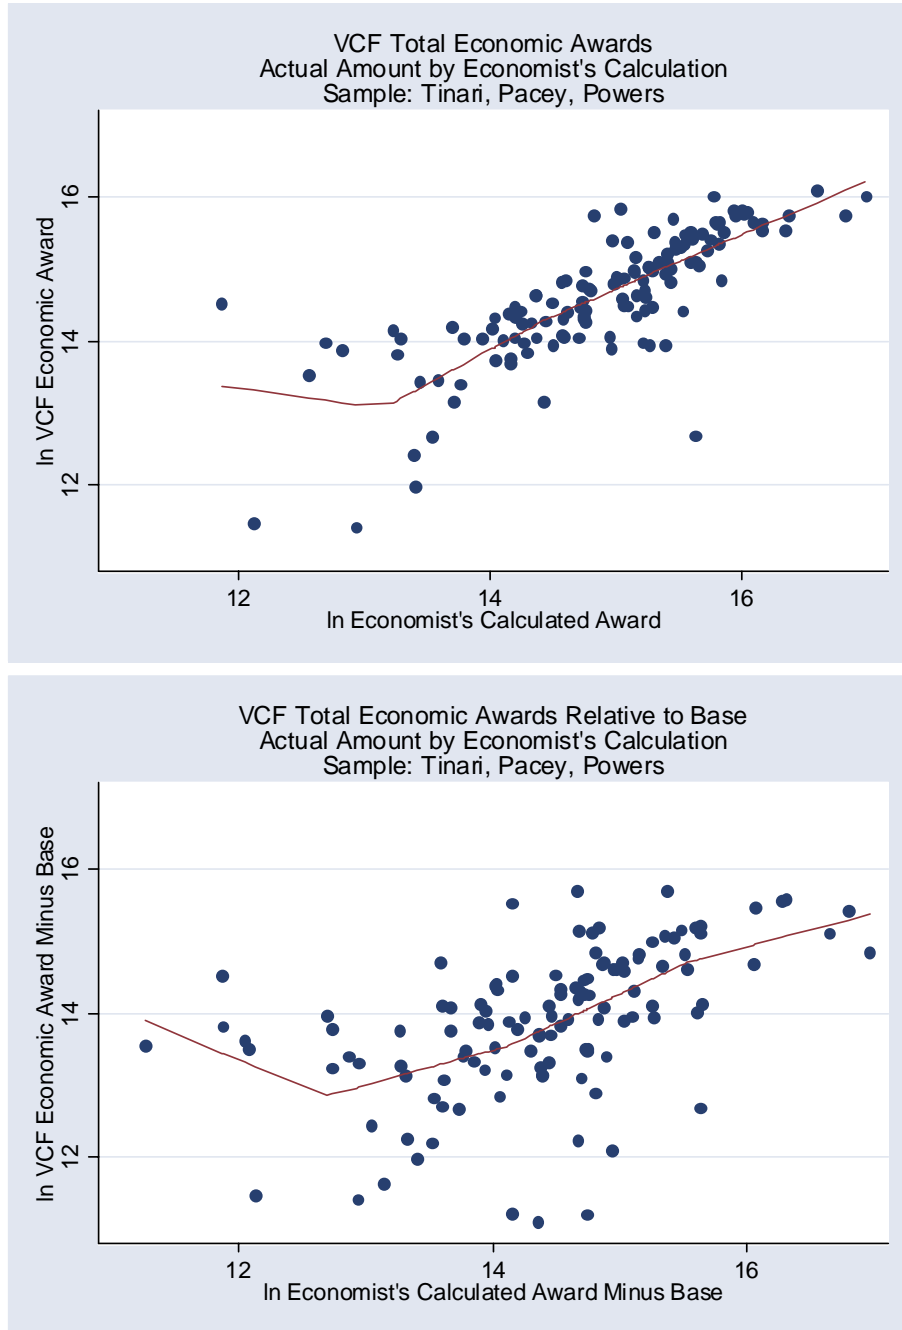 VCF Total Economic Awards
Actual Amount by Economist's Calculation
Sample: Tinari, Pacey, Powers
ln VCF Economic Award
16
14
12
12 14 16
ln Economist's Calculated Award
VCF Total Economic Awards Relative to Base
Actual Amount by Economist's Calculation
Sample: Tinari, Pacey, Powers
ln VCF Economic Award Minus Base
16
14
12
12 14 16
ln Economist's Calculated Award Minus Base